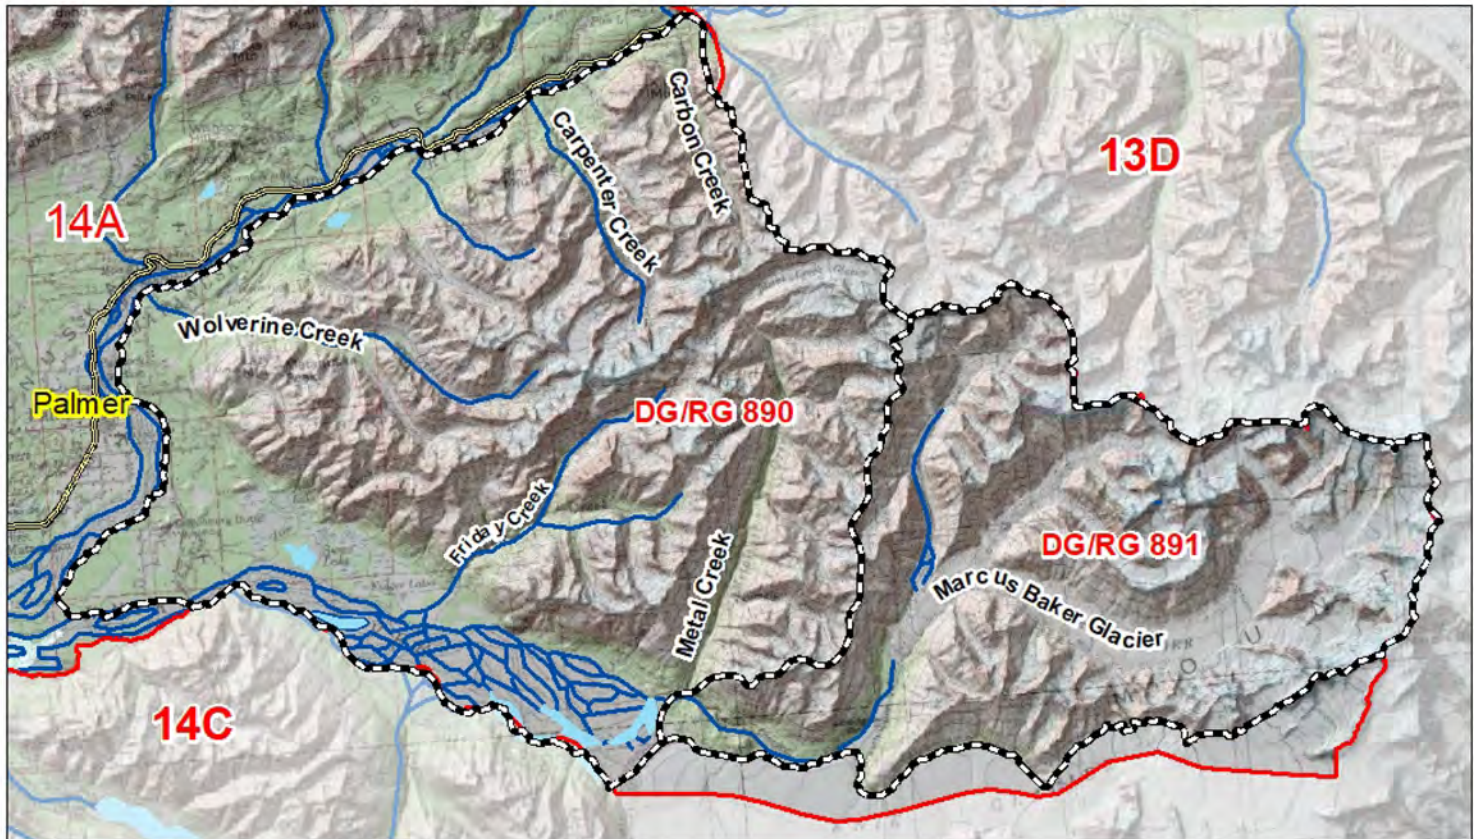 Carbon Creek
Carpenter Creek
13D
14A
Wolverine Creek
Palmer
DG/RG 890
Friday Creek
DG/RG 891
Metal Creek
Marcus Baker Glacier
14C